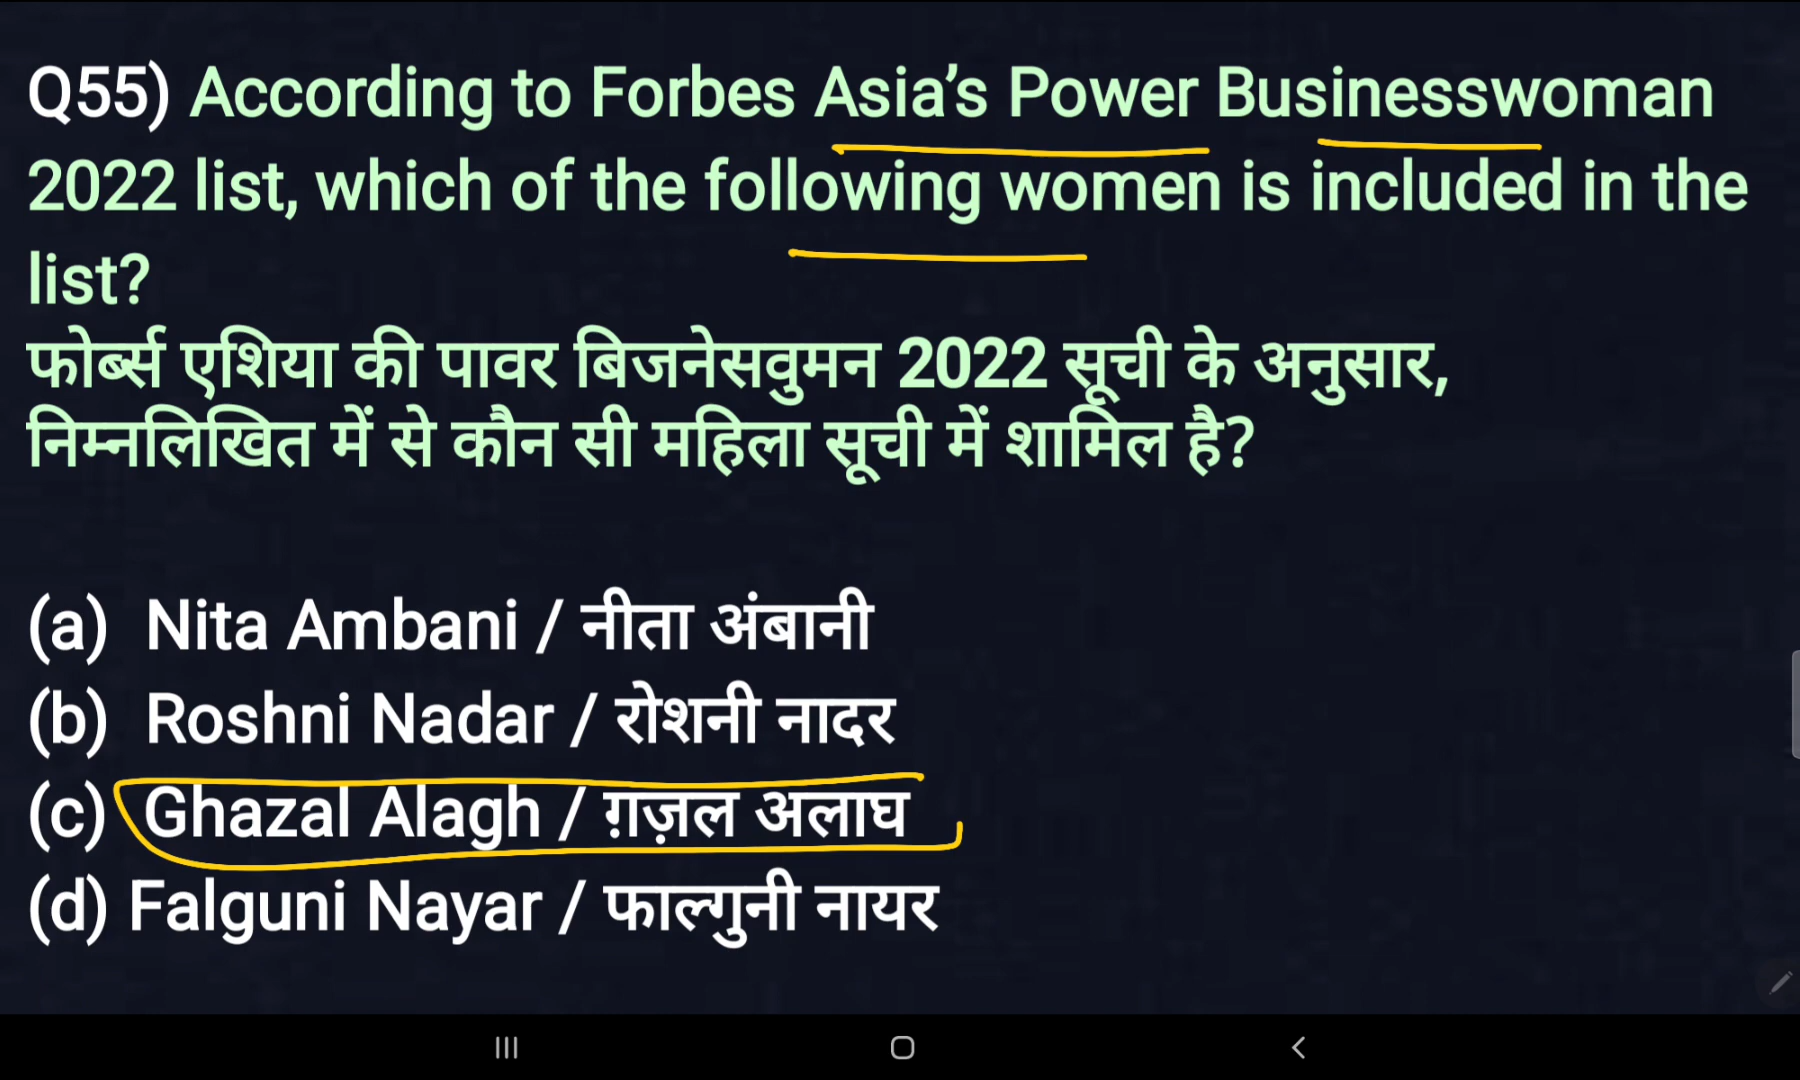 Q55) According to Forbes Asia’s Power Businesswoman
2022 list, which of the following women is included in the
list?
फोर्ब्स एशिया की पावर बिजनेसवुमन 2022 सूची के अनुसार,
निम्नलिखित में से कौन सी महिला सूची में शामिल है?
(a) Nita Ambani / नीता अंबानी
(b) Roshni Nadar / रोशनी नादर
(c) Ghazal Alagh / ग़ज़ल अलाघ
(d) Falguni Nayar / फाल्गुनी नायर